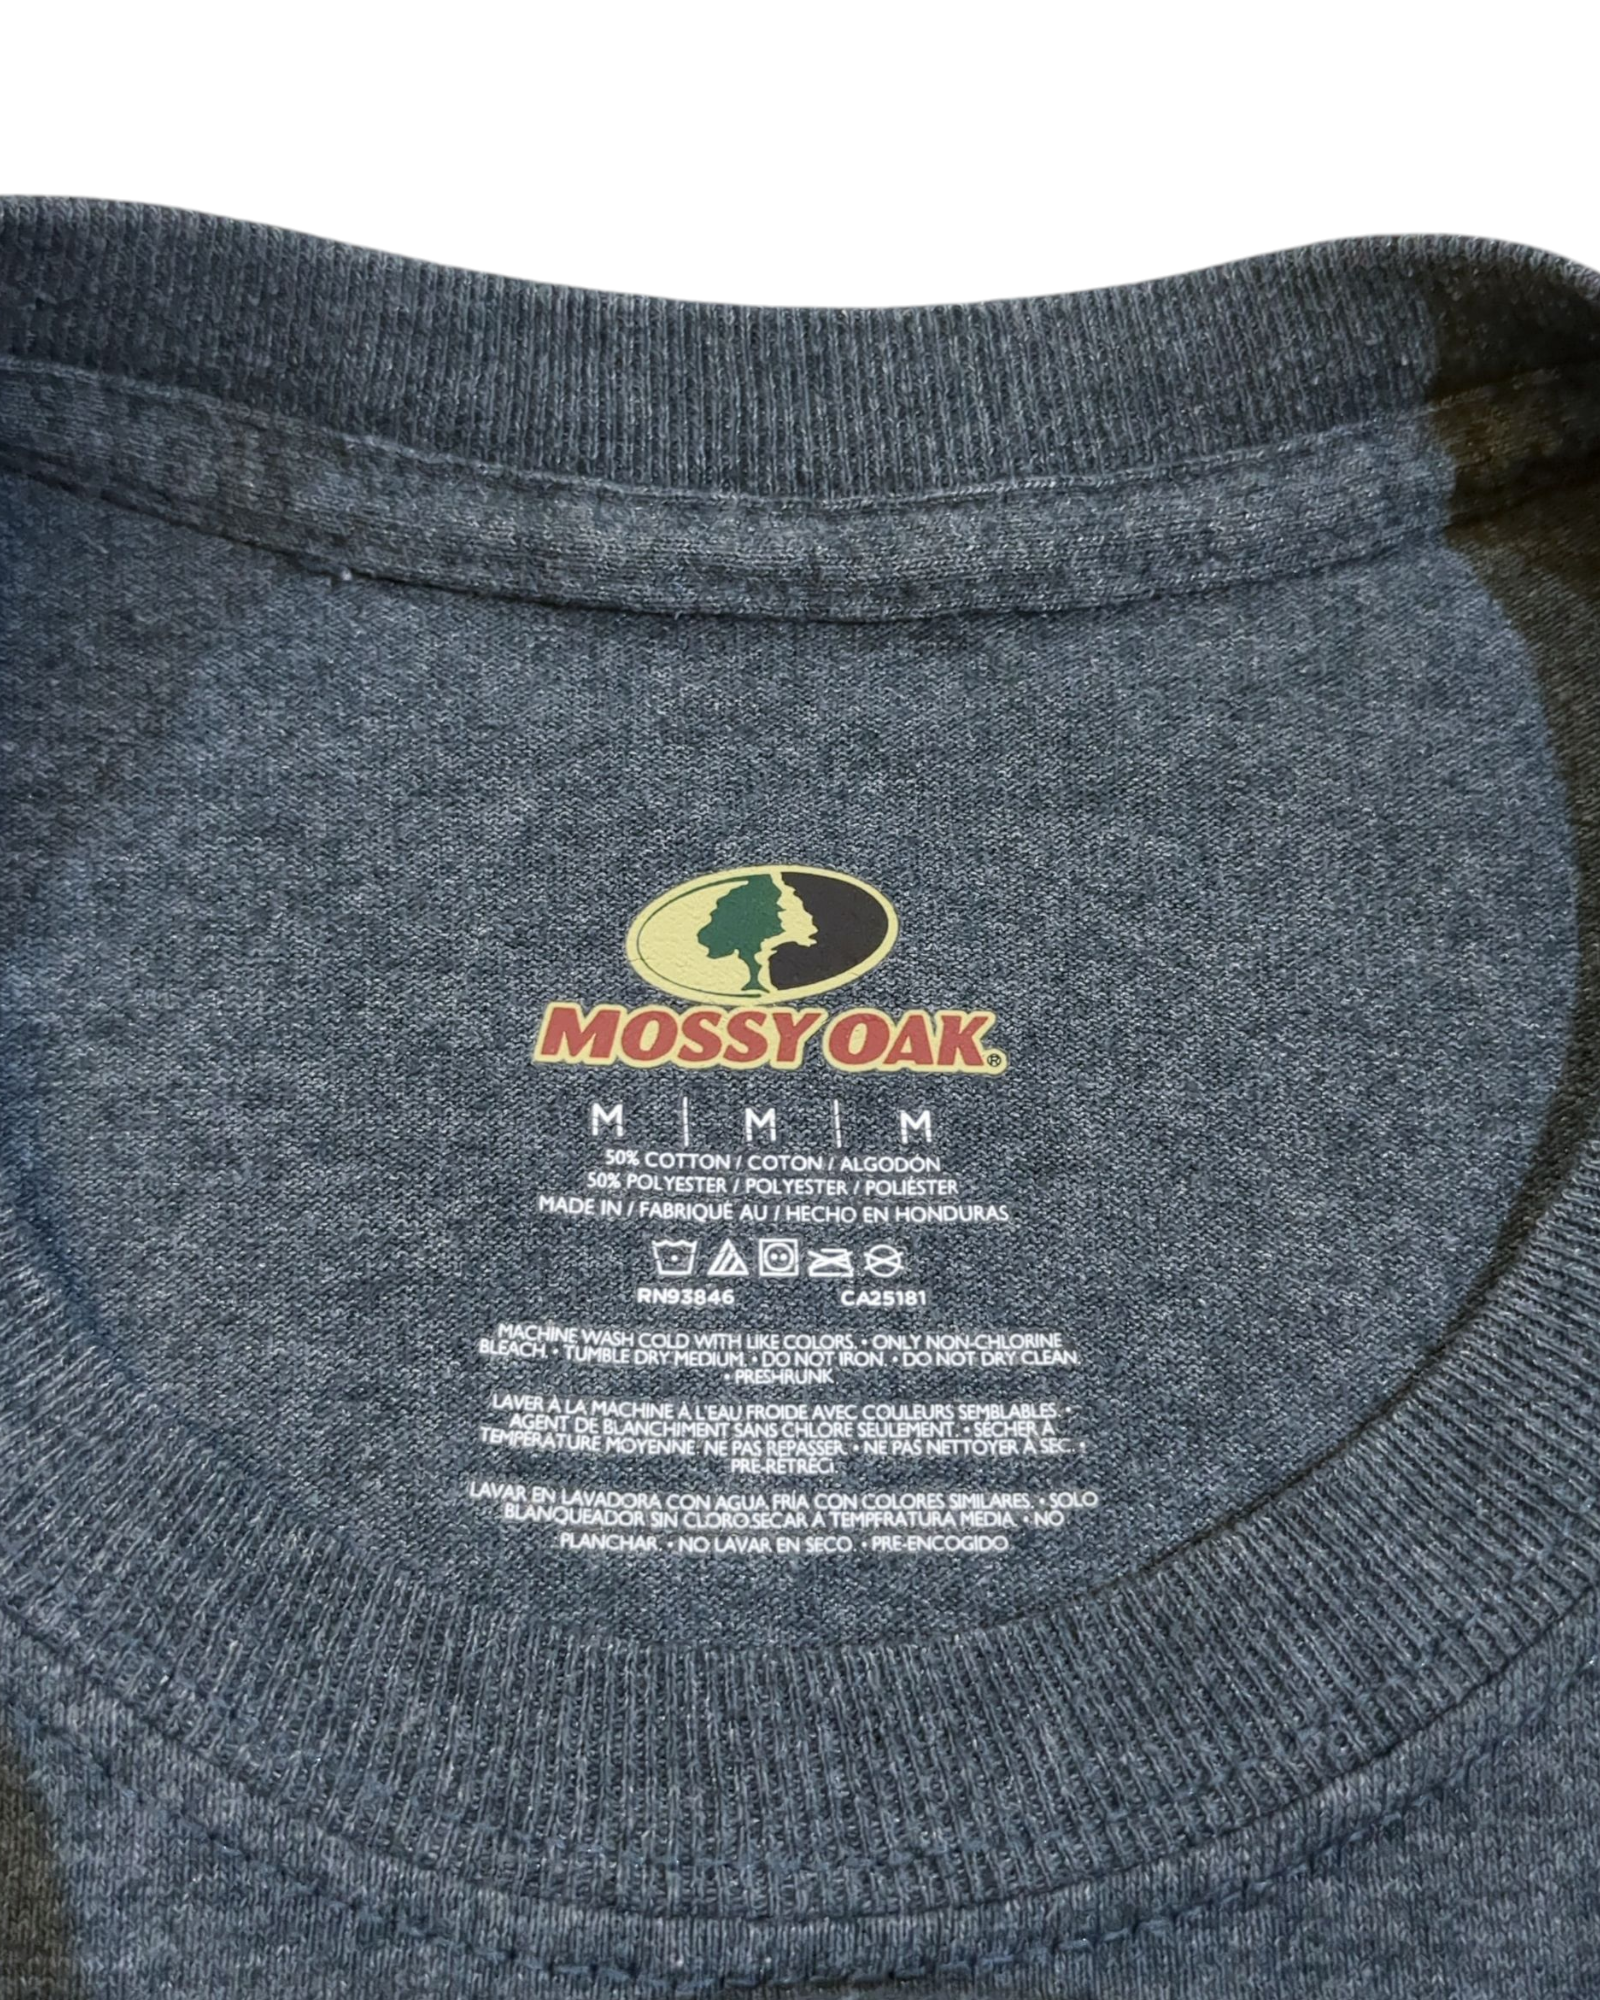 MOSSY OAK®
M | M | M
50% COTTON / COTON / ALGODÓN
50% POLYESTER / POLYESTER / POLIÉSTER
MADE IN / FABRIQUÉ AU / HECHO EN HONDURAS
RN93846 CA25181
MACHINE WASH COLD WITH LIKE COLORS. • ONLY NON-CHLORINE
BLEACH. • TUMBLE DRY MEDIUM. • DO NOT IRON. • DO NOT DRY CLEAN.
• PRESHRUNK
LAVER À LA MACHINE À L'EAU FROIDE AVEC COULEURS SEMBLABLES. •
AGENT DE BLANCHIMENT SANS CHLORE SEULEMENT. • SÉCHER À
TEMPÉRATURE MOYENNE. NE PAS REPASSER. • NE PAS NETTOYER À SEC. •
PRÉ-RÉTRÉCI.
LAVAR EN LAVADORA CON AGUA FRÍA CON COLORES SIMILARES. • SOLO
BLANQUEADOR SIN CLORO.SECAR A TEMPFRATURA MEDIA. • NO
PLANCHAR. • NO LAVAR EN SECO. • PRE-ENCOGIDO